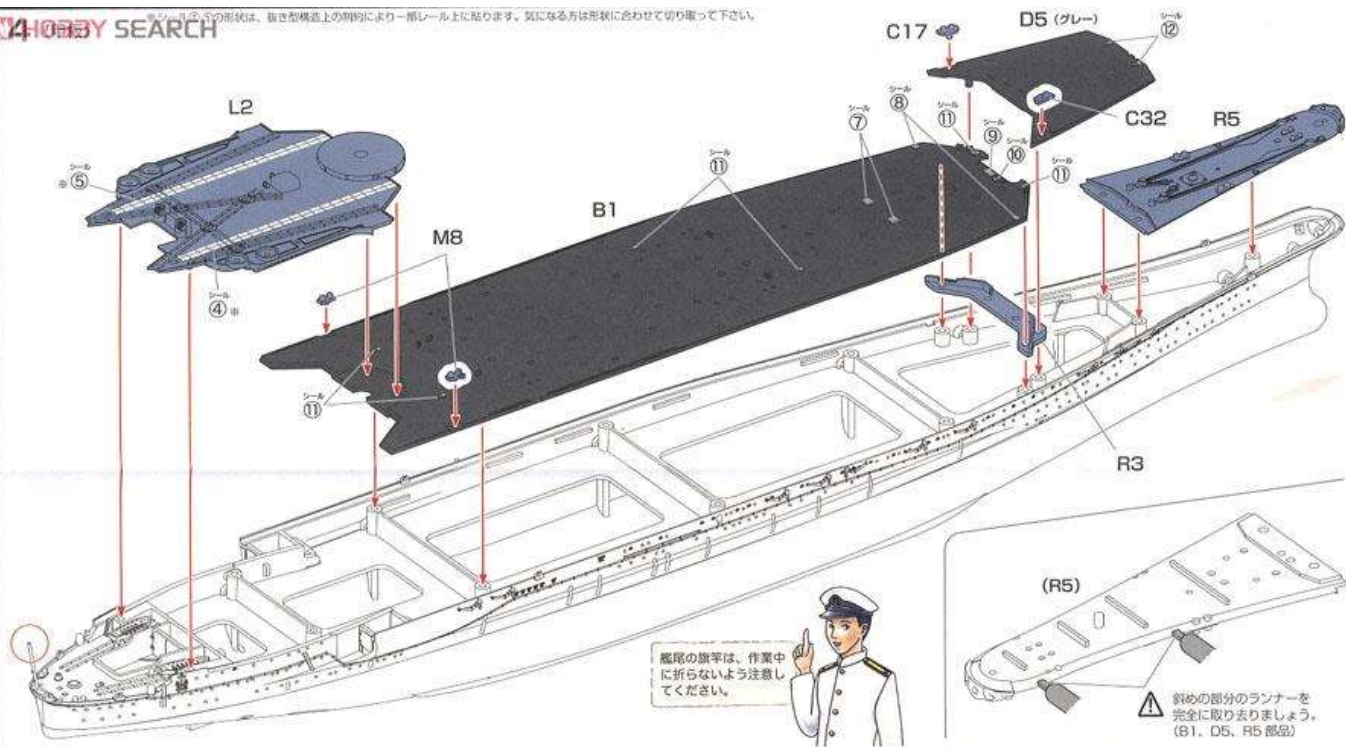 ※シール④,⑤の形状は、抜き型構造上の制約により一部レール上に貼ります。気になる方は形状に合わせて切り取って下さい。
4
HOBBY SEARCH
D5 (グレー)
C17
シール
⑫
L2
シール
※⑤
シール
④※
M8
シール
⑪
B1
シール
⑪
シール
⑦
シール
⑧
シール
⑪
シール
⑨
シール
⑩
シール
⑪
C32
R5
R3
艦尾の旗竿は、作業中
に折らないよう注意し
てください。
(R5)
斜めの部分のランナーを
完全に取り去りましょう。
(B1、D5、R5 部品)